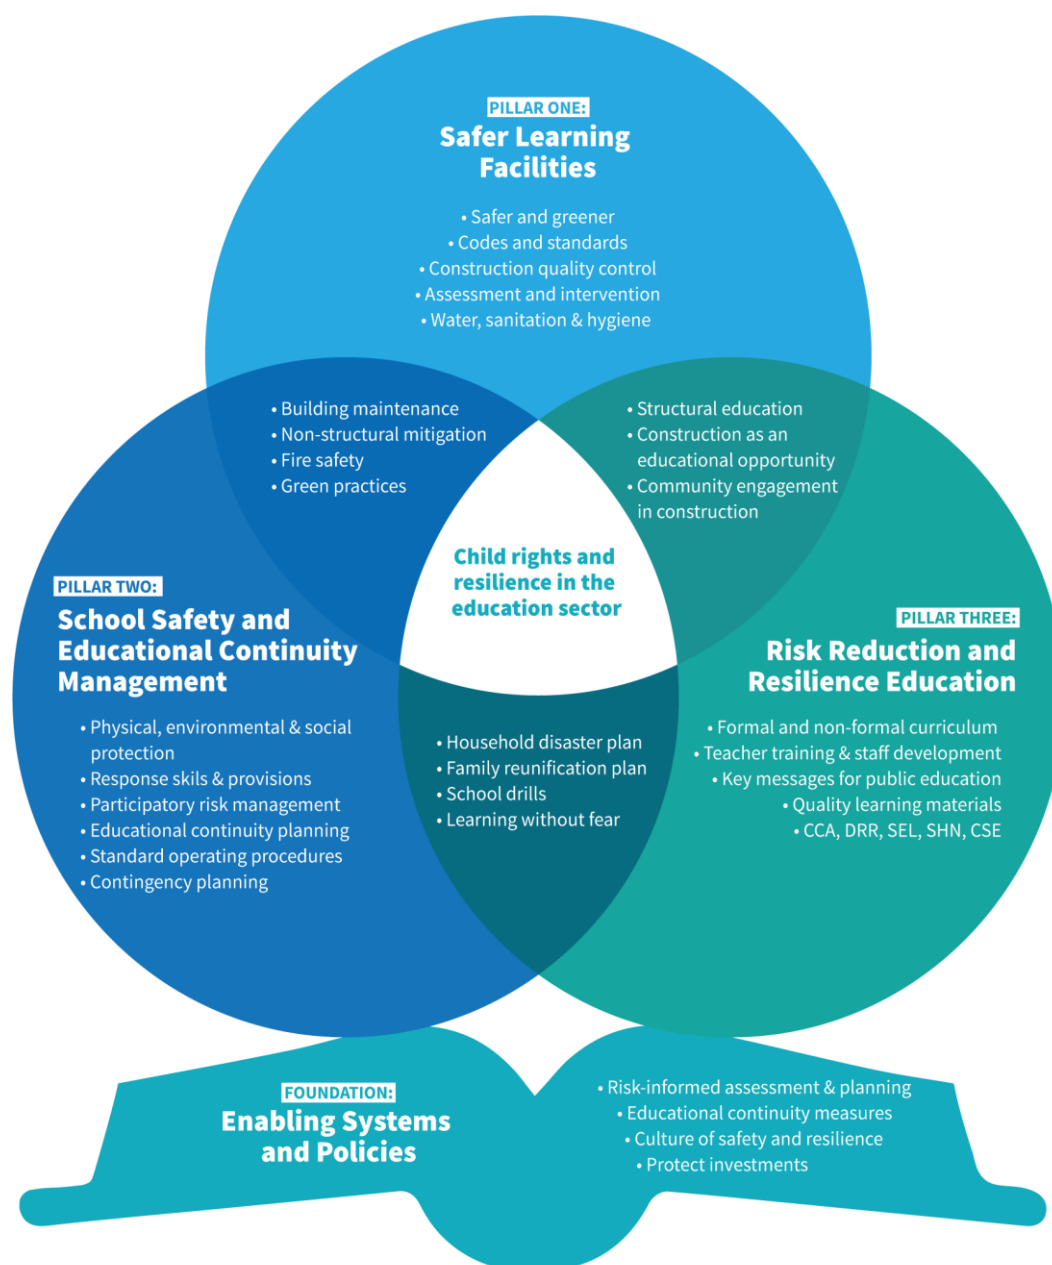 PILLAR ONE:
Safer Learning
Facilities
• Safer and greener
• Codes and standards
• Construction quality control
• Assessment and intervention
• Water, sanitation & hygiene
• Building maintenance
• Non-structural mitigation
• Fire safety
• Green practices
• Structural education
• Construction as an
educational opportunity
• Community engagement
in construction
Child rights and
resilience in the
education sector
PILLAR TWO:
School Safety and
Educational Continuity
Management
• Physical, environmental & social
protection
• Response skils & provisions
• Participatory risk management
• Educational continuity planning
• Standard operating procedures
• Contingency planning
• Household disaster plan
• Family reunification plan
• School drills
• Learning without fear
PILLAR THREE:
Risk Reduction and
Resilience Education
• Formal and non-formal curriculum
• Teacher training & staff development
• Key messages for public education
• Quality learning materials
• CCA, DRR, SEL, SHN, CSE
FOUNDATION:
Enabling Systems
and Policies
• Risk-informed assessment & planning
• Educational continuity measures
• Culture of safety and resilience
• Protect investments